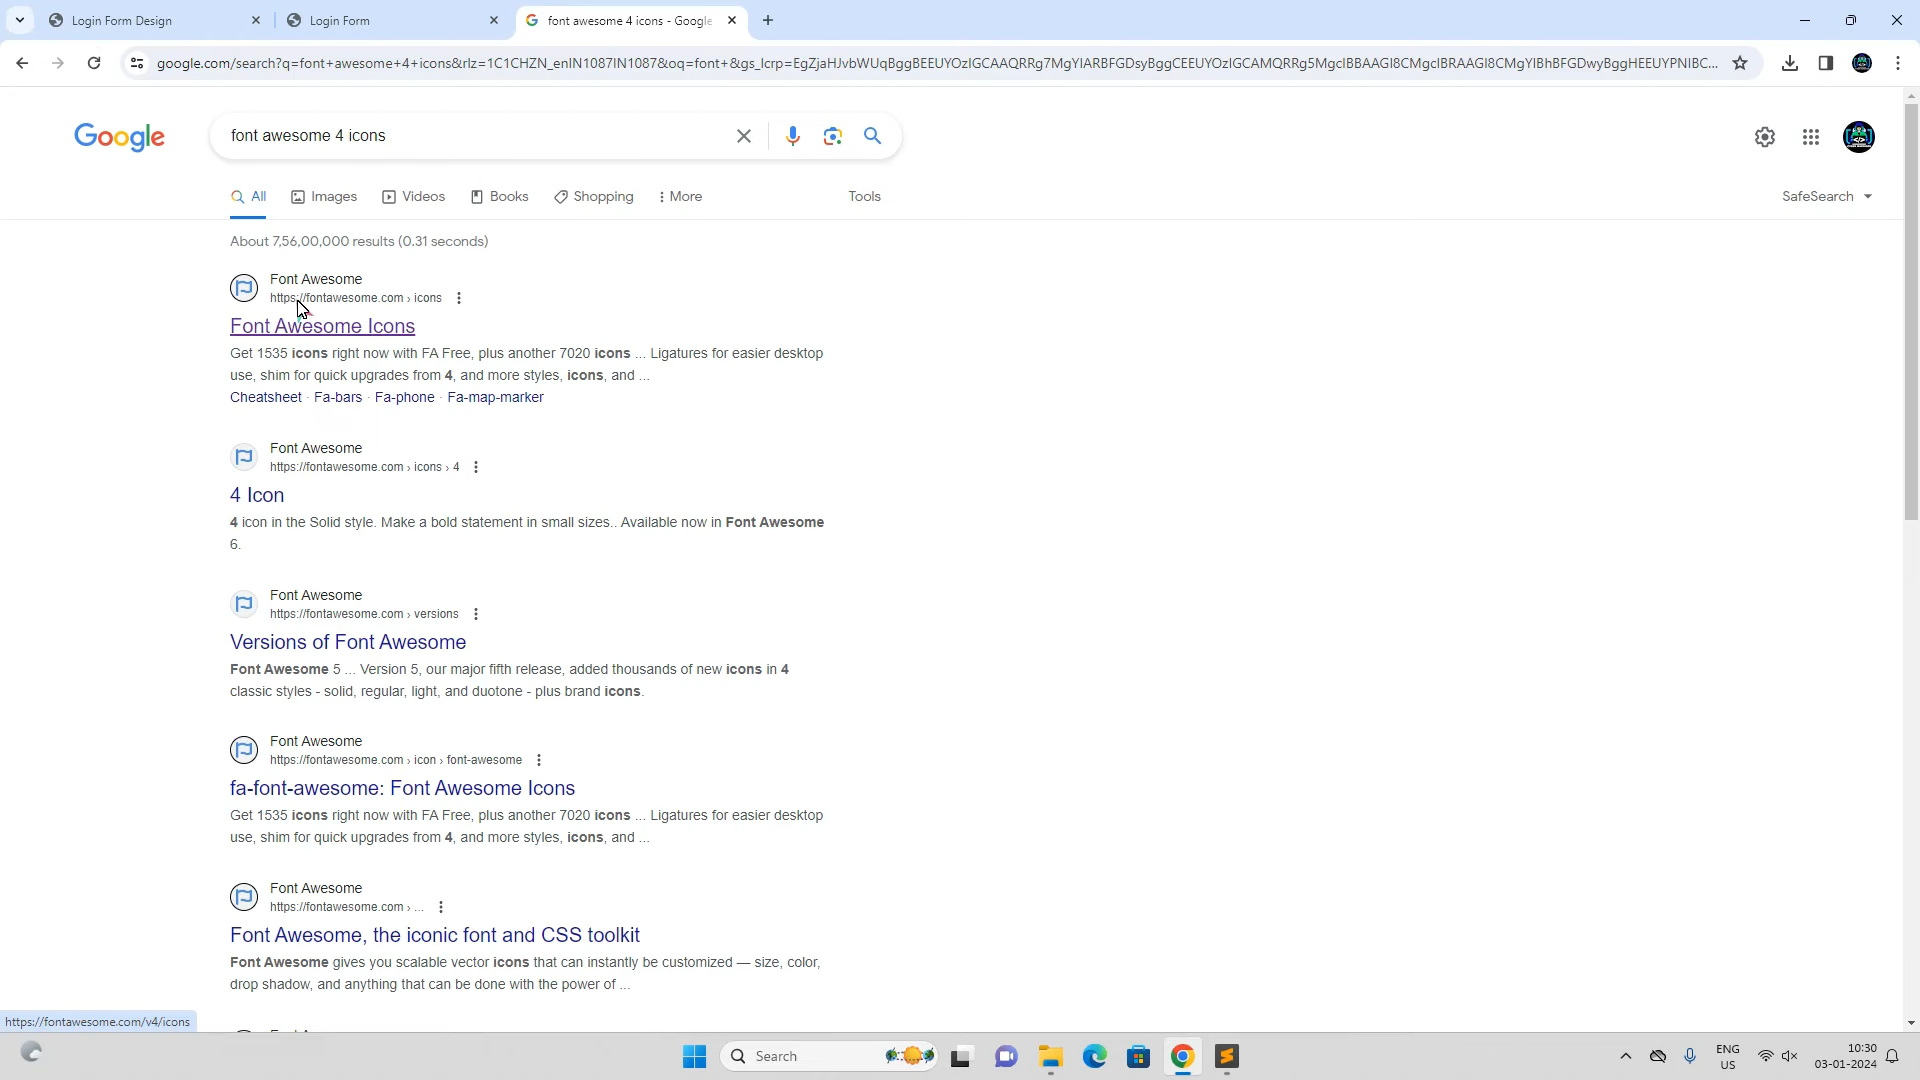 Login Form Design
Login Form
font awesome 4 icons - Google
google.com/search?q=font+awesome+4+icons&rlz=1C1CHZN_enIN1087IN1087&oq=font+&gs_lcrp=EgZjaHJvbWUqBggBEEUYOzIGCAAQRRg7MgYIARBFGDsyBggCEEUYOzIGCAMQRRg5MgcIBBAAGI8CMgcIBRAAGI8CMgYIBhBFGDwyBggHEEUYPNIBC...
Google
font awesome 4 icons
All
Images
Videos
Books
Shopping
More
Tools
SafeSearch
About 7,56,00,000 results (0.31 seconds)
Font Awesome
https://fontawesome.com › icons
Font Awesome Icons
Get 1535 icons right now with FA Free, plus another 7020 icons ... Ligatures for easier desktop
use, shim for quick upgrades from 4, and more styles, icons, and ...
Cheatsheet · Fa-bars · Fa-phone · Fa-map-marker
Font Awesome
https://fontawesome.com › icons › 4
4 Icon
4 icon in the Solid style. Make a bold statement in small sizes.. Available now in Font Awesome
6.
Font Awesome
https://fontawesome.com › versions
Versions of Font Awesome
Font Awesome 5 ... Version 5, our major fifth release, added thousands of new icons in 4
classic styles - solid, regular, light, and duotone - plus brand icons.
Font Awesome
https://fontawesome.com › icon › font-awesome
fa-font-awesome: Font Awesome Icons
Get 1535 icons right now with FA Free, plus another 7020 icons ... Ligatures for easier desktop
use, shim for quick upgrades from 4, and more styles, icons, and ...
Font Awesome
https://fontawesome.com › ...
Font Awesome, the iconic font and CSS toolkit
Font Awesome gives you scalable vector icons that can instantly be customized — size, color,
drop shadow, and anything that can be done with the power of ...
https://fontawesome.com/v4/icons
Search
ENG
US
10:30
03-01-2024